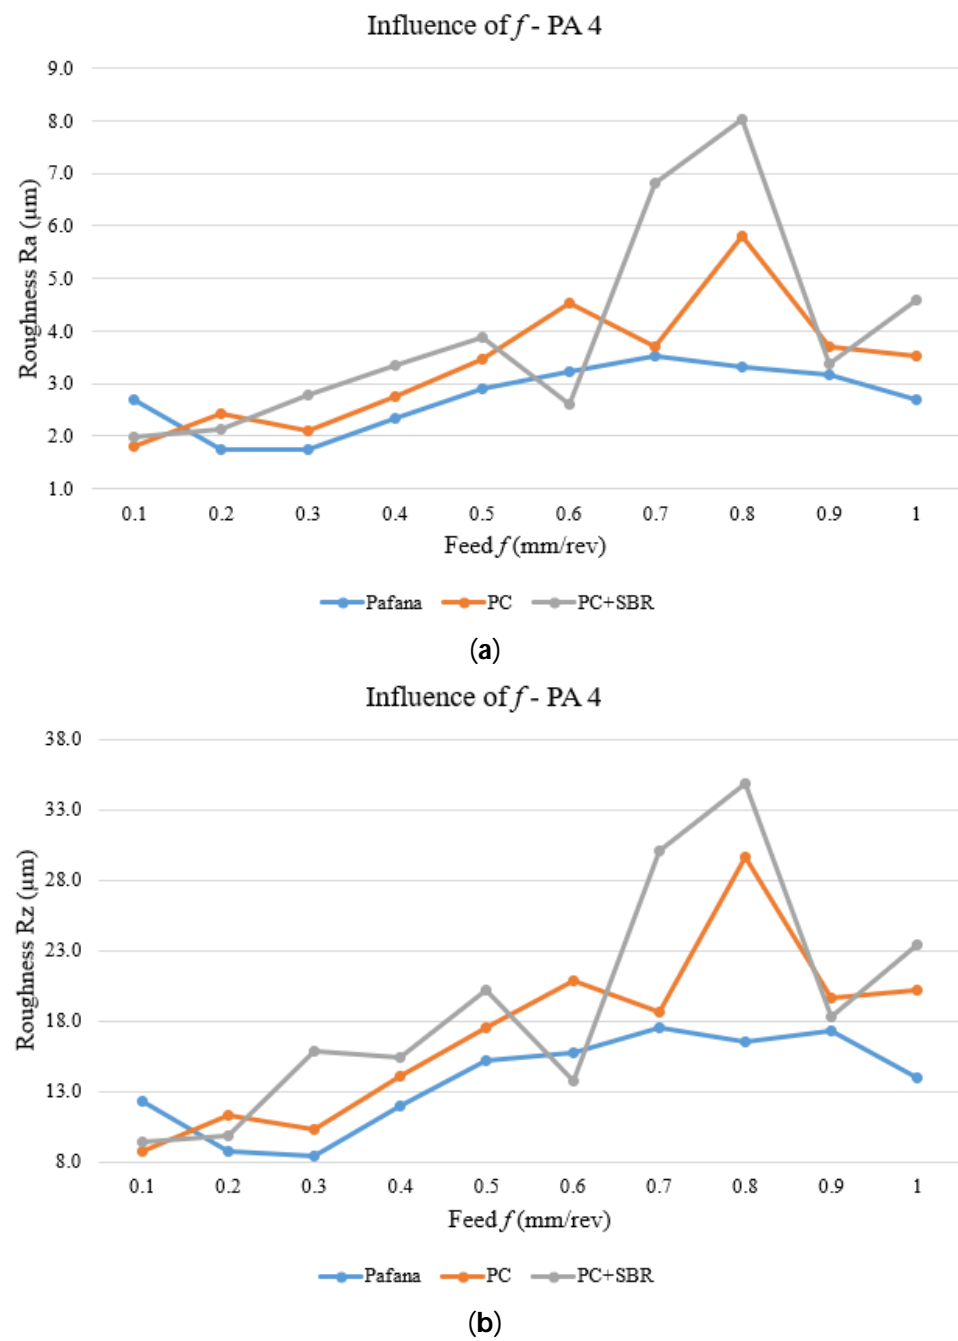 Influence of f - PA 4
9.0
8.0
7.0
6.0
5.0
4.0
3.0
2.0
1.0
Roughness Ra (μm)
0.1 0.2 0.3 0.4 0.5 0.6 0.7 0.8 0.9 1
Feed f (mm/rev)
Pafana PC PC+SBR
(a)
Influence of f - PA 4
38.0
33.0
28.0
23.0
18.0
13.0
8.0
Roughness Rz (μm)
0.1 0.2 0.3 0.4 0.5 0.6 0.7 0.8 0.9 1
Feed f (mm/rev)
Pafana PC PC+SBR
(b)